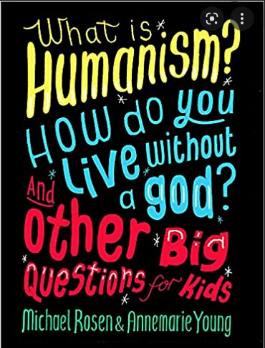 What is
Humanism?
How do you
live without
a god?
And
other Big
Questions for Kids
Michael Rosen & Annemarie Young